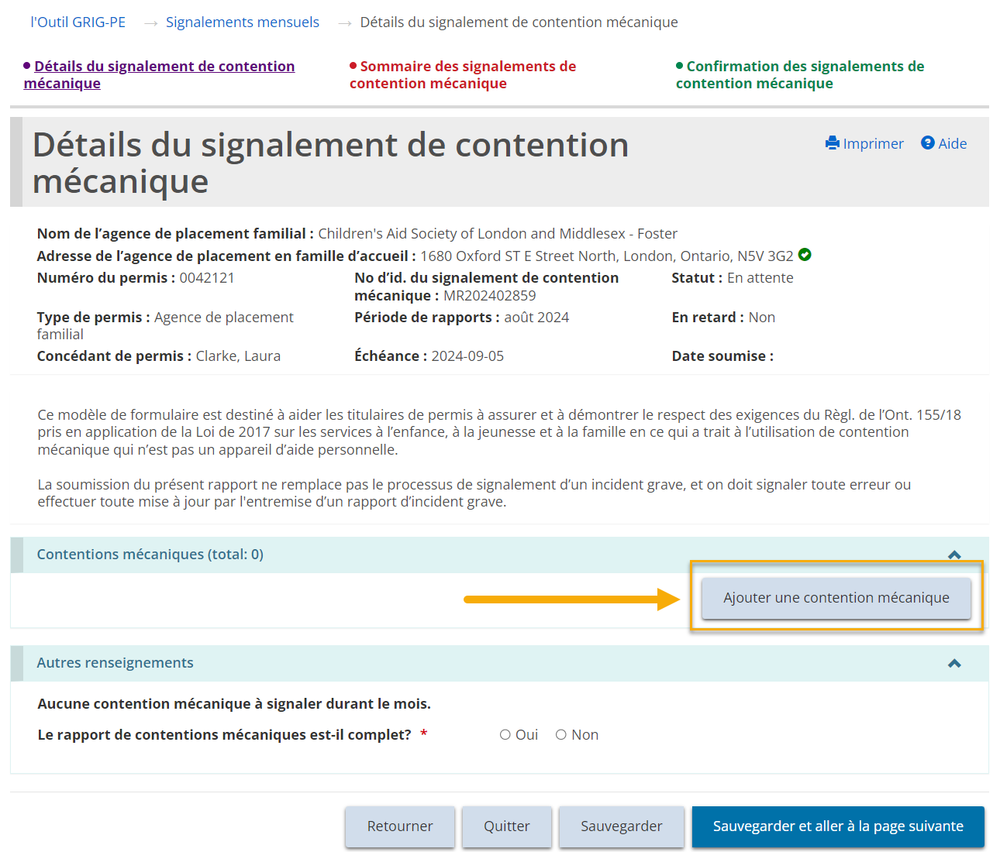 l'Outil GRIG-PE → Signalements mensuels → Détails du signalement de contention mécanique
• Détails du signalement de contention
mécanique
• Sommaire des signalements de
contention mécanique
• Confirmation des signalements de
contention mécanique
Détails du signalement de contention
mécanique
Imprimer ? Aide
Nom de l’agence de placement familial : Children's Aid Society of London and Middlesex - Foster
Adresse de l’agence de placement en famille d’accueil : 1680 Oxford ST E Street North, London, Ontario, N5V 3G2
Numéro du permis : 0042121
No d’id. du signalement de contention
mécanique : MR202402859
Statut : En attente
Type de permis : Agence de placement
familial
Période de rapports : août 2024
En retard : Non
Concédant de permis : Clarke, Laura
Échéance : 2024-09-05
Date soumise :
Ce modèle de formulaire est destiné à aider les titulaires de permis à assurer et à démontrer le respect des exigences du Règl. de l’Ont. 155/18
pris en application de la Loi de 2017 sur les services à l’enfance, à la jeunesse et à la famille en ce qui a trait à l’utilisation de contention
mécanique qui n’est pas un appareil d’aide personnelle.
La soumission du présent rapport ne remplace pas le processus de signalement d’un incident grave, et on doit signaler toute erreur ou
effectuer toute mise à jour par l'entremise d’un rapport d’incident grave.
Contentions mécaniques (total: 0)
Ajouter une contention mécanique
Autres renseignements
Aucune contention mécanique à signaler durant le mois.
Le rapport de contentions mécaniques est-il complet? * Oui Non
Retourner Quitter Sauvegarder Sauvegarder et aller à la page suivante